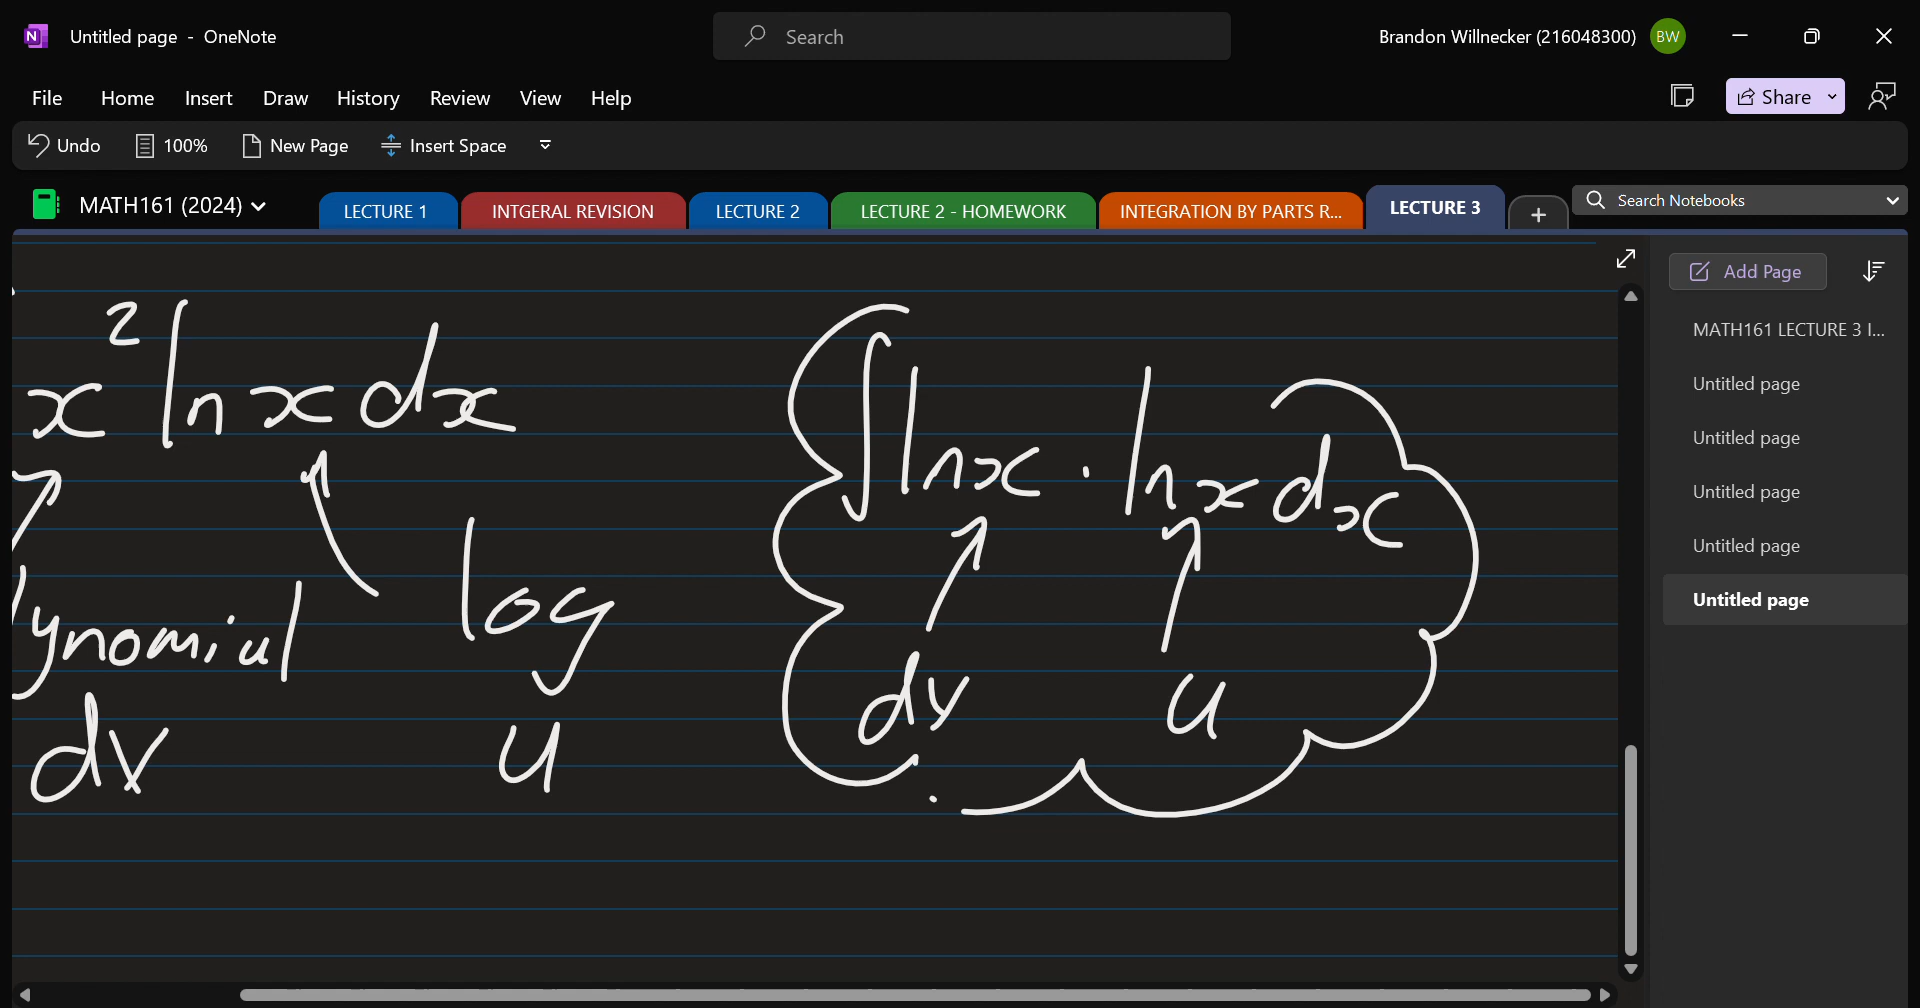 Untitled page - OneNote
Search
Brandon Willnecker (216048300)
BW
File Home Insert Draw History Review View Help
Share
Undo 100% New Page Insert Space
MATH161 (2024)
LECTURE 1
INTGERAL REVISION
LECTURE 2
LECTURE 2 - HOMEWORK
INTEGRATION BY PARTS R...
LECTURE 3
+
Search Notebooks
Add Page
MATH161 LECTURE 3 I...
Untitled page
Untitled page
Untitled page
Untitled page
Untitled page
x² ln x dx
lynomial
log
dv
u
∫ ln x · ln x dx
dv
u